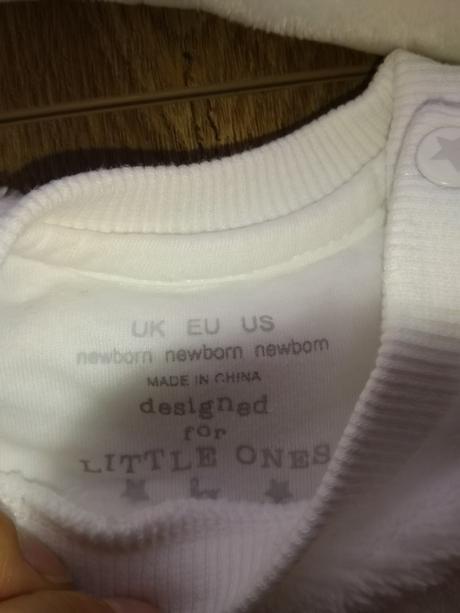 UK EU US
newborn newborn newborn
MADE IN CHINA
designed
for
LITTLE ONES